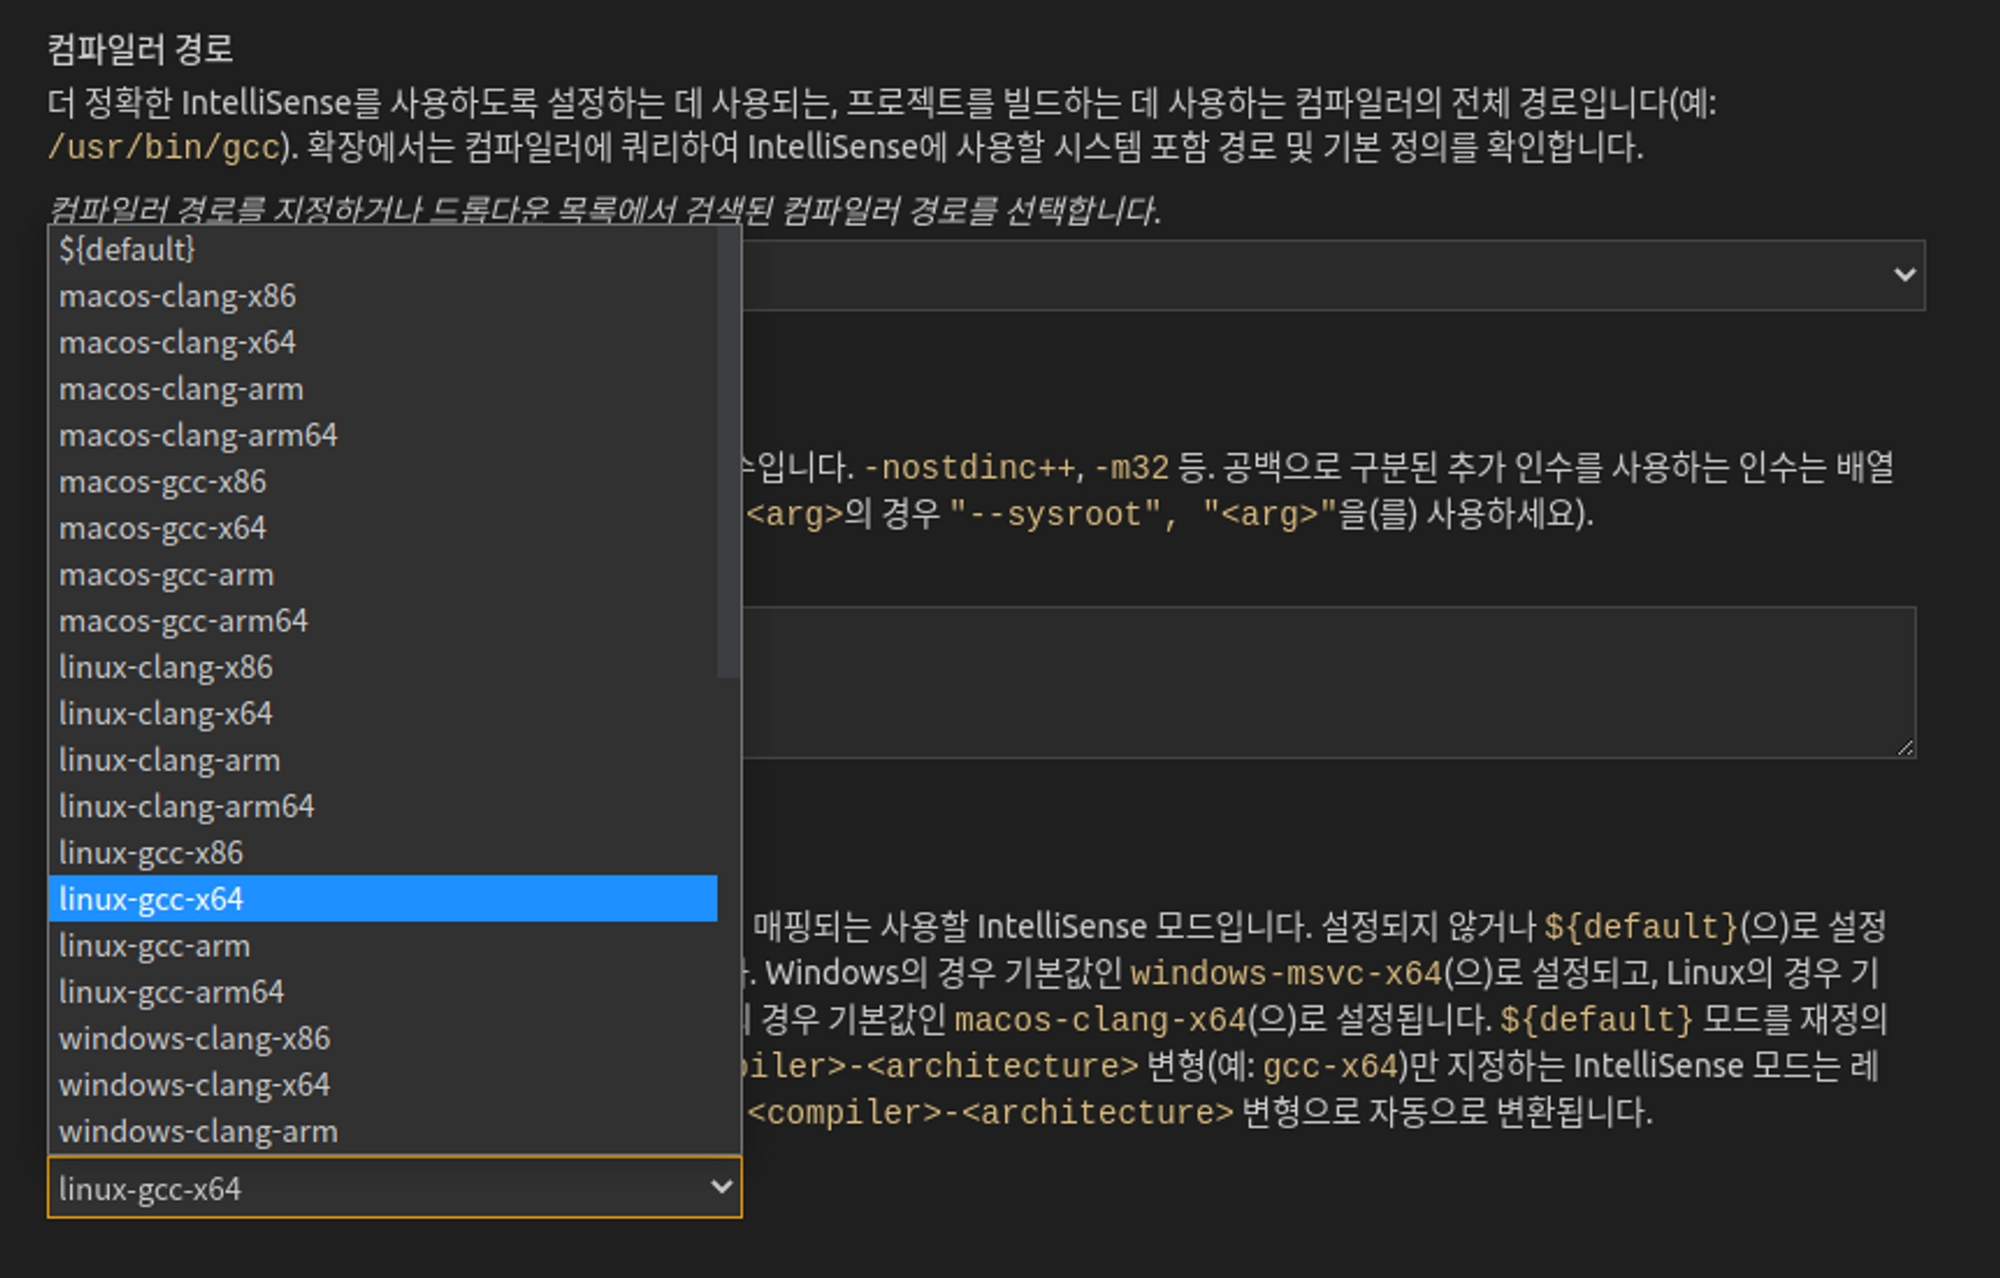 컴파일러 경로
더 정확한 IntelliSense를 사용하도록 설정하는 데 사용되는, 프로젝트를 빌드하는 데 사용하는 컴파일러의 전체 경로입니다(예:
/usr/bin/gcc). 확장에서는 컴파일러에 쿼리하여 IntelliSense에 사용할 시스템 포함 경로 및 기본 정의를 확인합니다.
컴파일러 경로를 지정하거나 드롭다운 목록에서 검색된 컴파일러 경로를 선택합니다.
${default}
macos-clang-x86
macos-clang-x64
macos-clang-arm
macos-clang-arm64
macos-gcc-x86
macos-gcc-x64
macos-gcc-arm
macos-gcc-arm64
linux-clang-x86
linux-clang-x64
linux-clang-arm
linux-clang-arm64
linux-gcc-x86
linux-gcc-x64
linux-gcc-arm
linux-gcc-arm64
windows-clang-x86
windows-clang-x64
windows-clang-arm
입니다. -nostdinc++, -m32 등. 공백으로 구분된 추가 인수를 사용하는 인수는 배열
<arg>의 경우 "--sysroot", "<arg>"을(를) 사용하세요).
매핑되는 사용할 IntelliSense 모드입니다. 설정되지 않거나 ${default}(으)로 설정
. Windows의 경우 기본값인 windows-msvc-x64(으)로 설정되고, Linux의 경우 기
경우 기본값인 macos-clang-x64(으)로 설정됩니다. ${default} 모드를 재정의
piler>-<architecture> 변형(예: gcc-x64)만 지정하는 IntelliSense 모드는 레
<compiler>-<architecture> 변형으로 자동으로 변환됩니다.
linux-gcc-x64